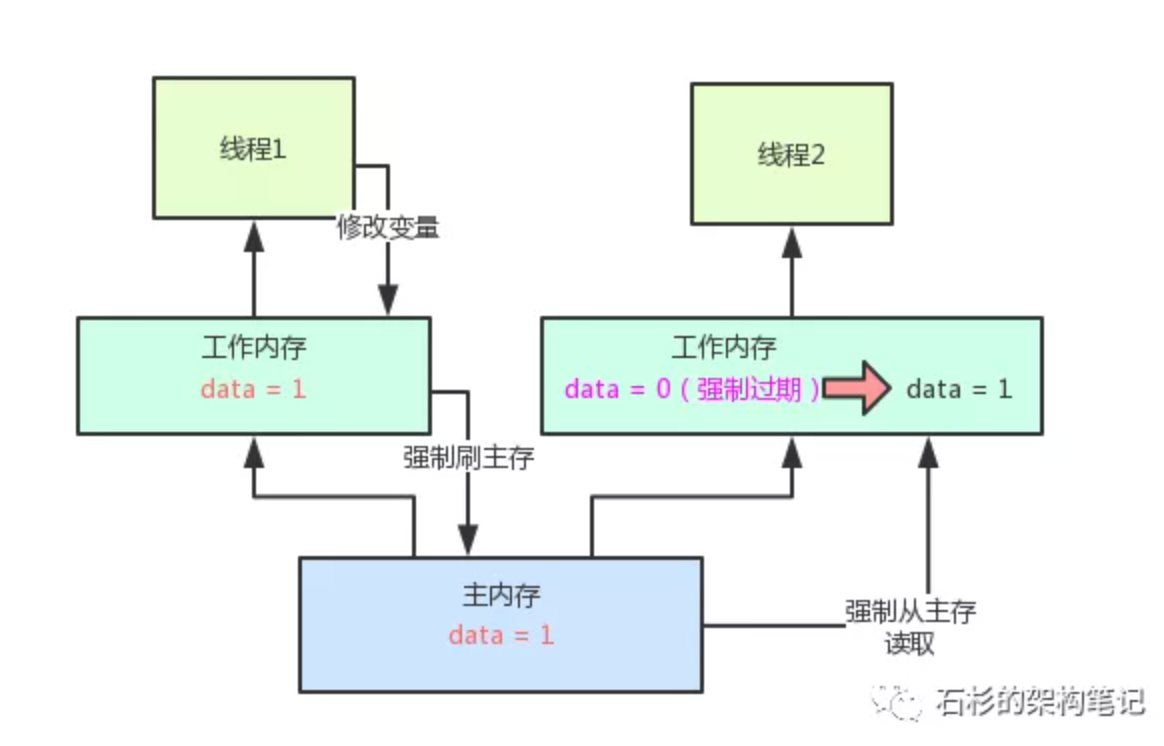 线程1
线程2
修改变量
工作内存
data = 1
工作内存
data = 0（强制过期）
data = 1
强制刷主存
主内存
data = 1
强制从主存
读取
石杉的架构笔记